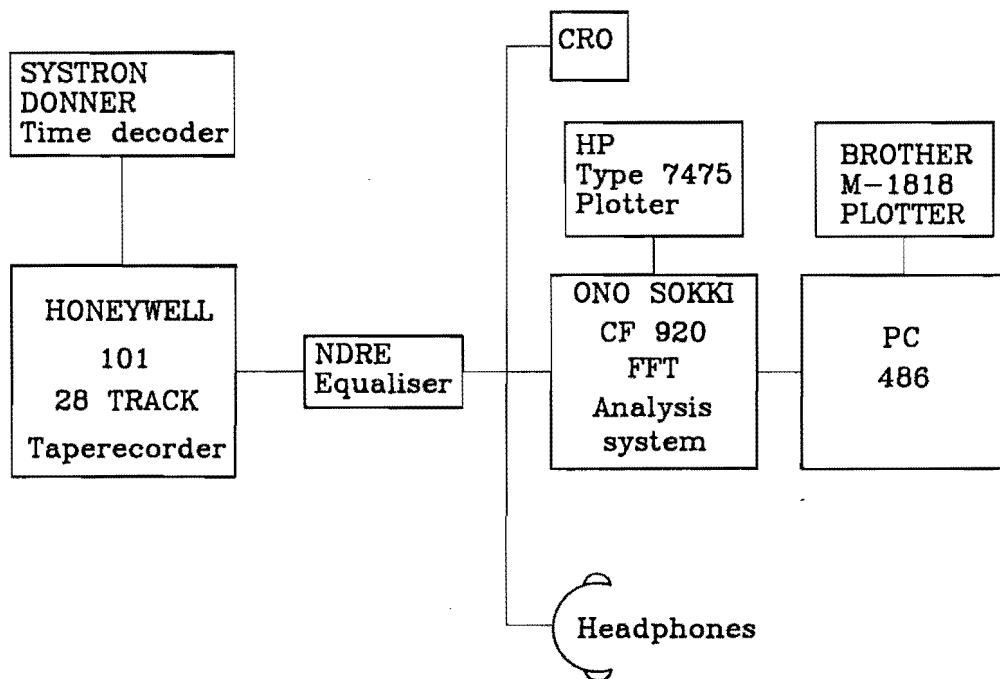 CRO
SYSTRON
DONNER
Time decoder
HP
Type 7475
Plotter
BROTHER
M-1818
PLOTTER
HONEYWELL
101
28 TRACK
Taperecorder
NDRE
Equaliser
ONO SOKKI
CF 920
FFT
Analysis
system
PC
486
Headphones